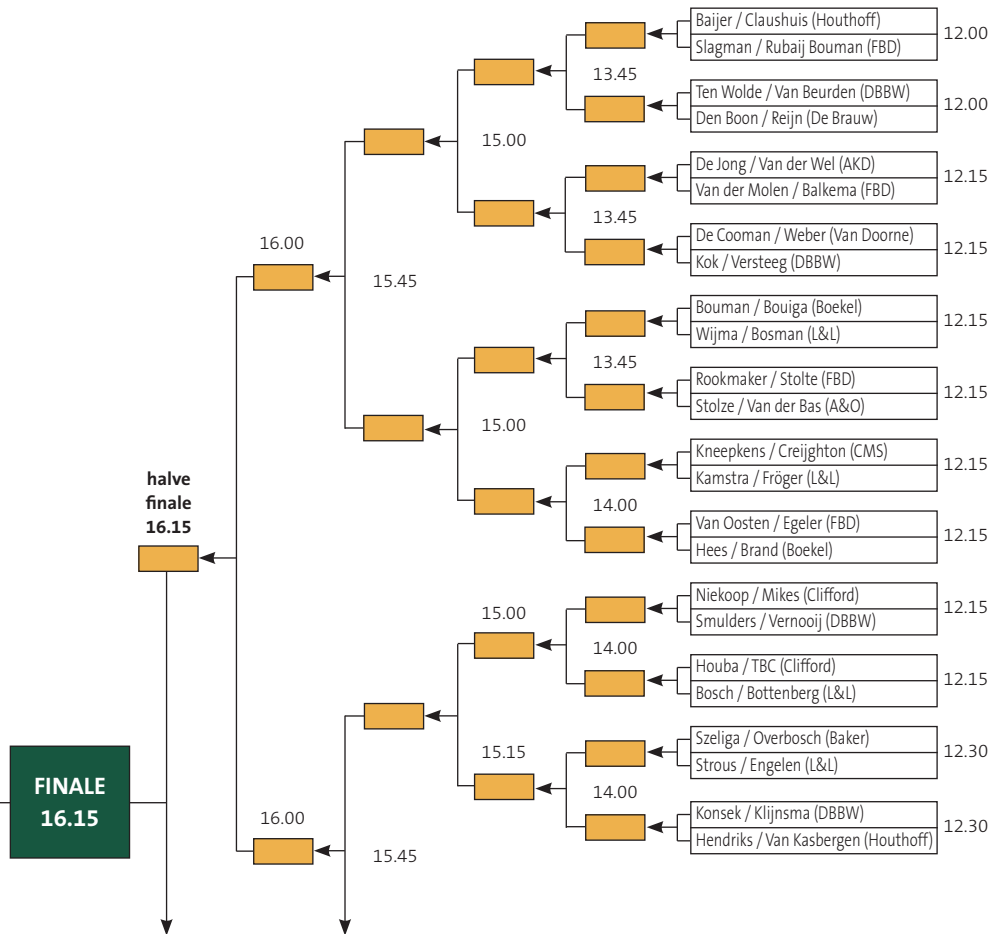 Baijer / Claushuis (Houthoff)
Slagman / Rubaij Bouman (FBD)
12.00
13.45
Ten Wolde / Van Beurden (DBBW)
Den Boon / Reijn (De Brauw)
12.00
15.00
De Jong / Van der Wel (AKD)
Van der Molen / Balkema (FBD)
12.15
13.45
De Cooman / Weber (Van Doorne)
Kok / Versteeg (DBBW)
12.15
16.00
15.45
Bouman / Bouiga (Boekel)
Wijma / Bosman (L&L)
12.15
13.45
Rookmaker / Stolte (FBD)
Stolze / Van der Bas (A&O)
12.15
15.00
Kneepkens / Creijghton (CMS)
Kamstra / Fröger (L&L)
12.15
14.00
Van Oosten / Egeler (FBD)
Hees / Brand (Boekel)
12.15
halve
finale
16.15
Niekoop / Mikes (Clifford)
Smulders / Vernooij (DBBW)
12.15
15.00
14.00
Houba / TBC (Clifford)
Bosch / Bottenberg (L&L)
12.15
Szeliga / Overbosch (Baker)
Strous / Engelen (L&L)
12.30
15.15
14.00
Konsek / Klijnsma (DBBW)
Hendriks / Van Kasbergen (Houthoff)
12.30
16.00
15.45
FINALE
16.15